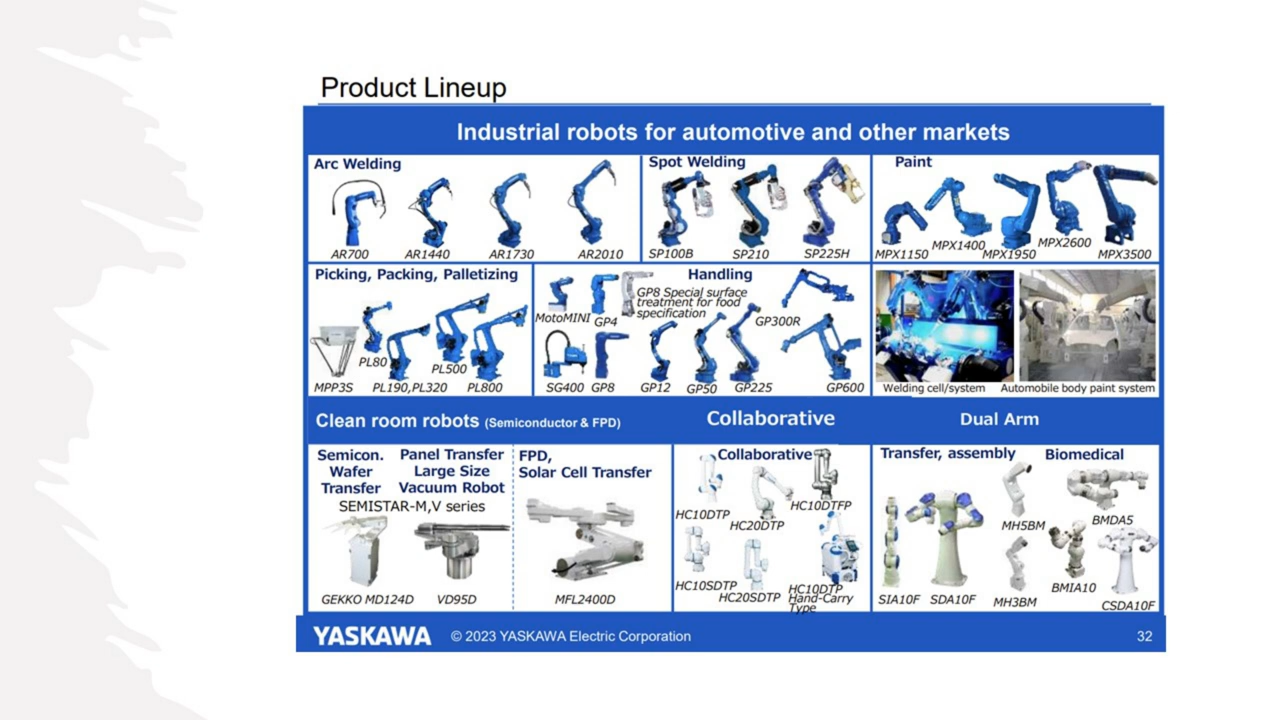 Product Lineup
Industrial robots for automotive and other markets
Arc Welding
AR700
AR1440
AR1730
AR2010
Spot Welding
SP100B
SP210
SP225H
Paint
MPX1150
MPX1400
MPX1950
MPX2600
MPX3500
Picking, Packing, Palletizing
MPP3S
PL80
PL190,PL320
PL500
PL800
Handling
MotoMINI
GP4
GP8 Special surface
treatment for food
specification
GP300R
SG400
GP8
GP12
GP50
GP225
GP600
Welding cell/system
Automobile body paint system
Clean room robots (Semiconductor & FPD)
Collaborative
Dual Arm
Semicon.
Wafer
Transfer
Panel Transfer
Large Size
Vacuum Robot
SEMISTAR-M,V series
GEKKO MD124D
VD95D
FPD,
Solar Cell Transfer
MFL2400D
Collaborative
HC10DTP
HC20DTP
HC10DTFP
HC10SDTP
HC20SDTP
HC10DTP
Hand-Carry
Type
Transfer, assembly
Biomedical
SIA10F
SDA10F
MH5BM
MH3BM
BMDA5
BMIA10
CSDA10F
YASKAWA
© 2023 YASKAWA Electric Corporation
32